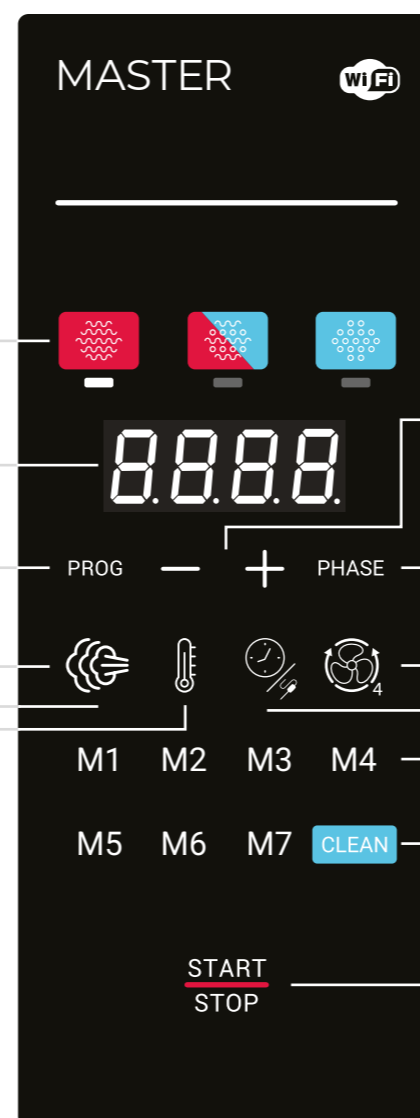 MASTER
WiFi
8.8.8.8.
PROG − + PHASE
4
M1 M2 M3 M4
M5 M6 M7 CLEAN
START
STOP